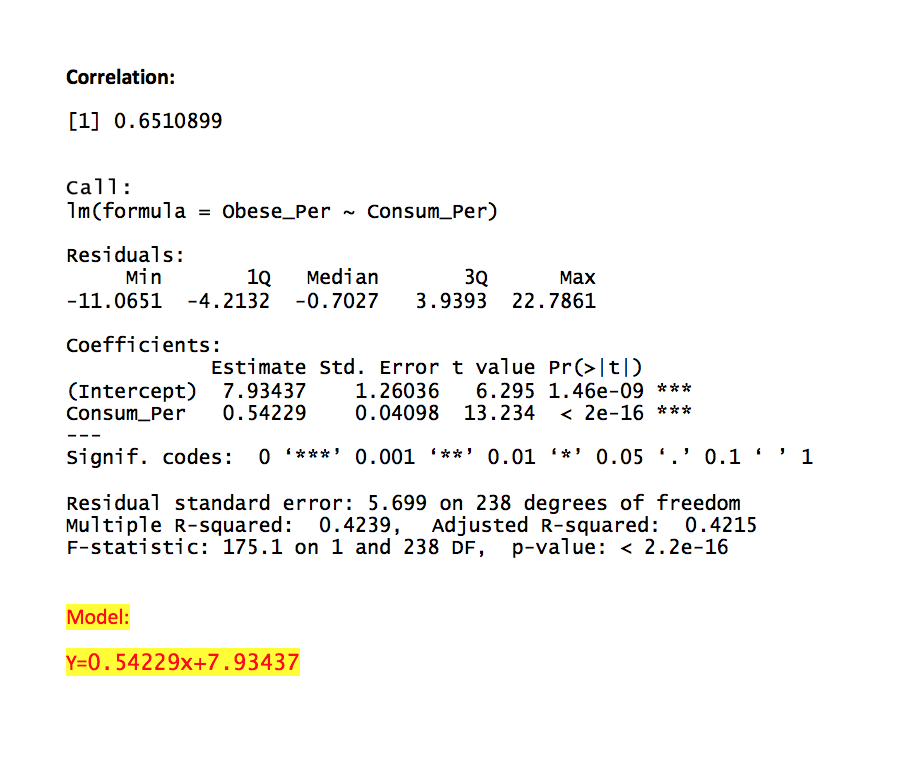 Correlation:
[1] 0.6510899
Call:
lm(formula = Obese_Per ~ Consum_Per)
Residuals:
     Min       1Q   Median       3Q      Max
-11.0651  -4.2132  -0.7027   3.9393  22.7861
Coefficients:
            Estimate Std. Error t value Pr(>|t|)
(Intercept)  7.93437    1.26036   6.295 1.46e-09 ***
Consum_Per   0.54229    0.04098  13.234  < 2e-16 ***
---
Signif. codes:  0 ‘***’ 0.001 ‘**’ 0.01 ‘*’ 0.05 ‘.’ 0.1 ‘ ’ 1
Residual standard error: 5.699 on 238 degrees of freedom
Multiple R-squared:  0.4239,  Adjusted R-squared:  0.4215
F-statistic: 175.1 on 1 and 238 DF,  p-value: < 2.2e-16
Model:
Y=0.54229x+7.93437